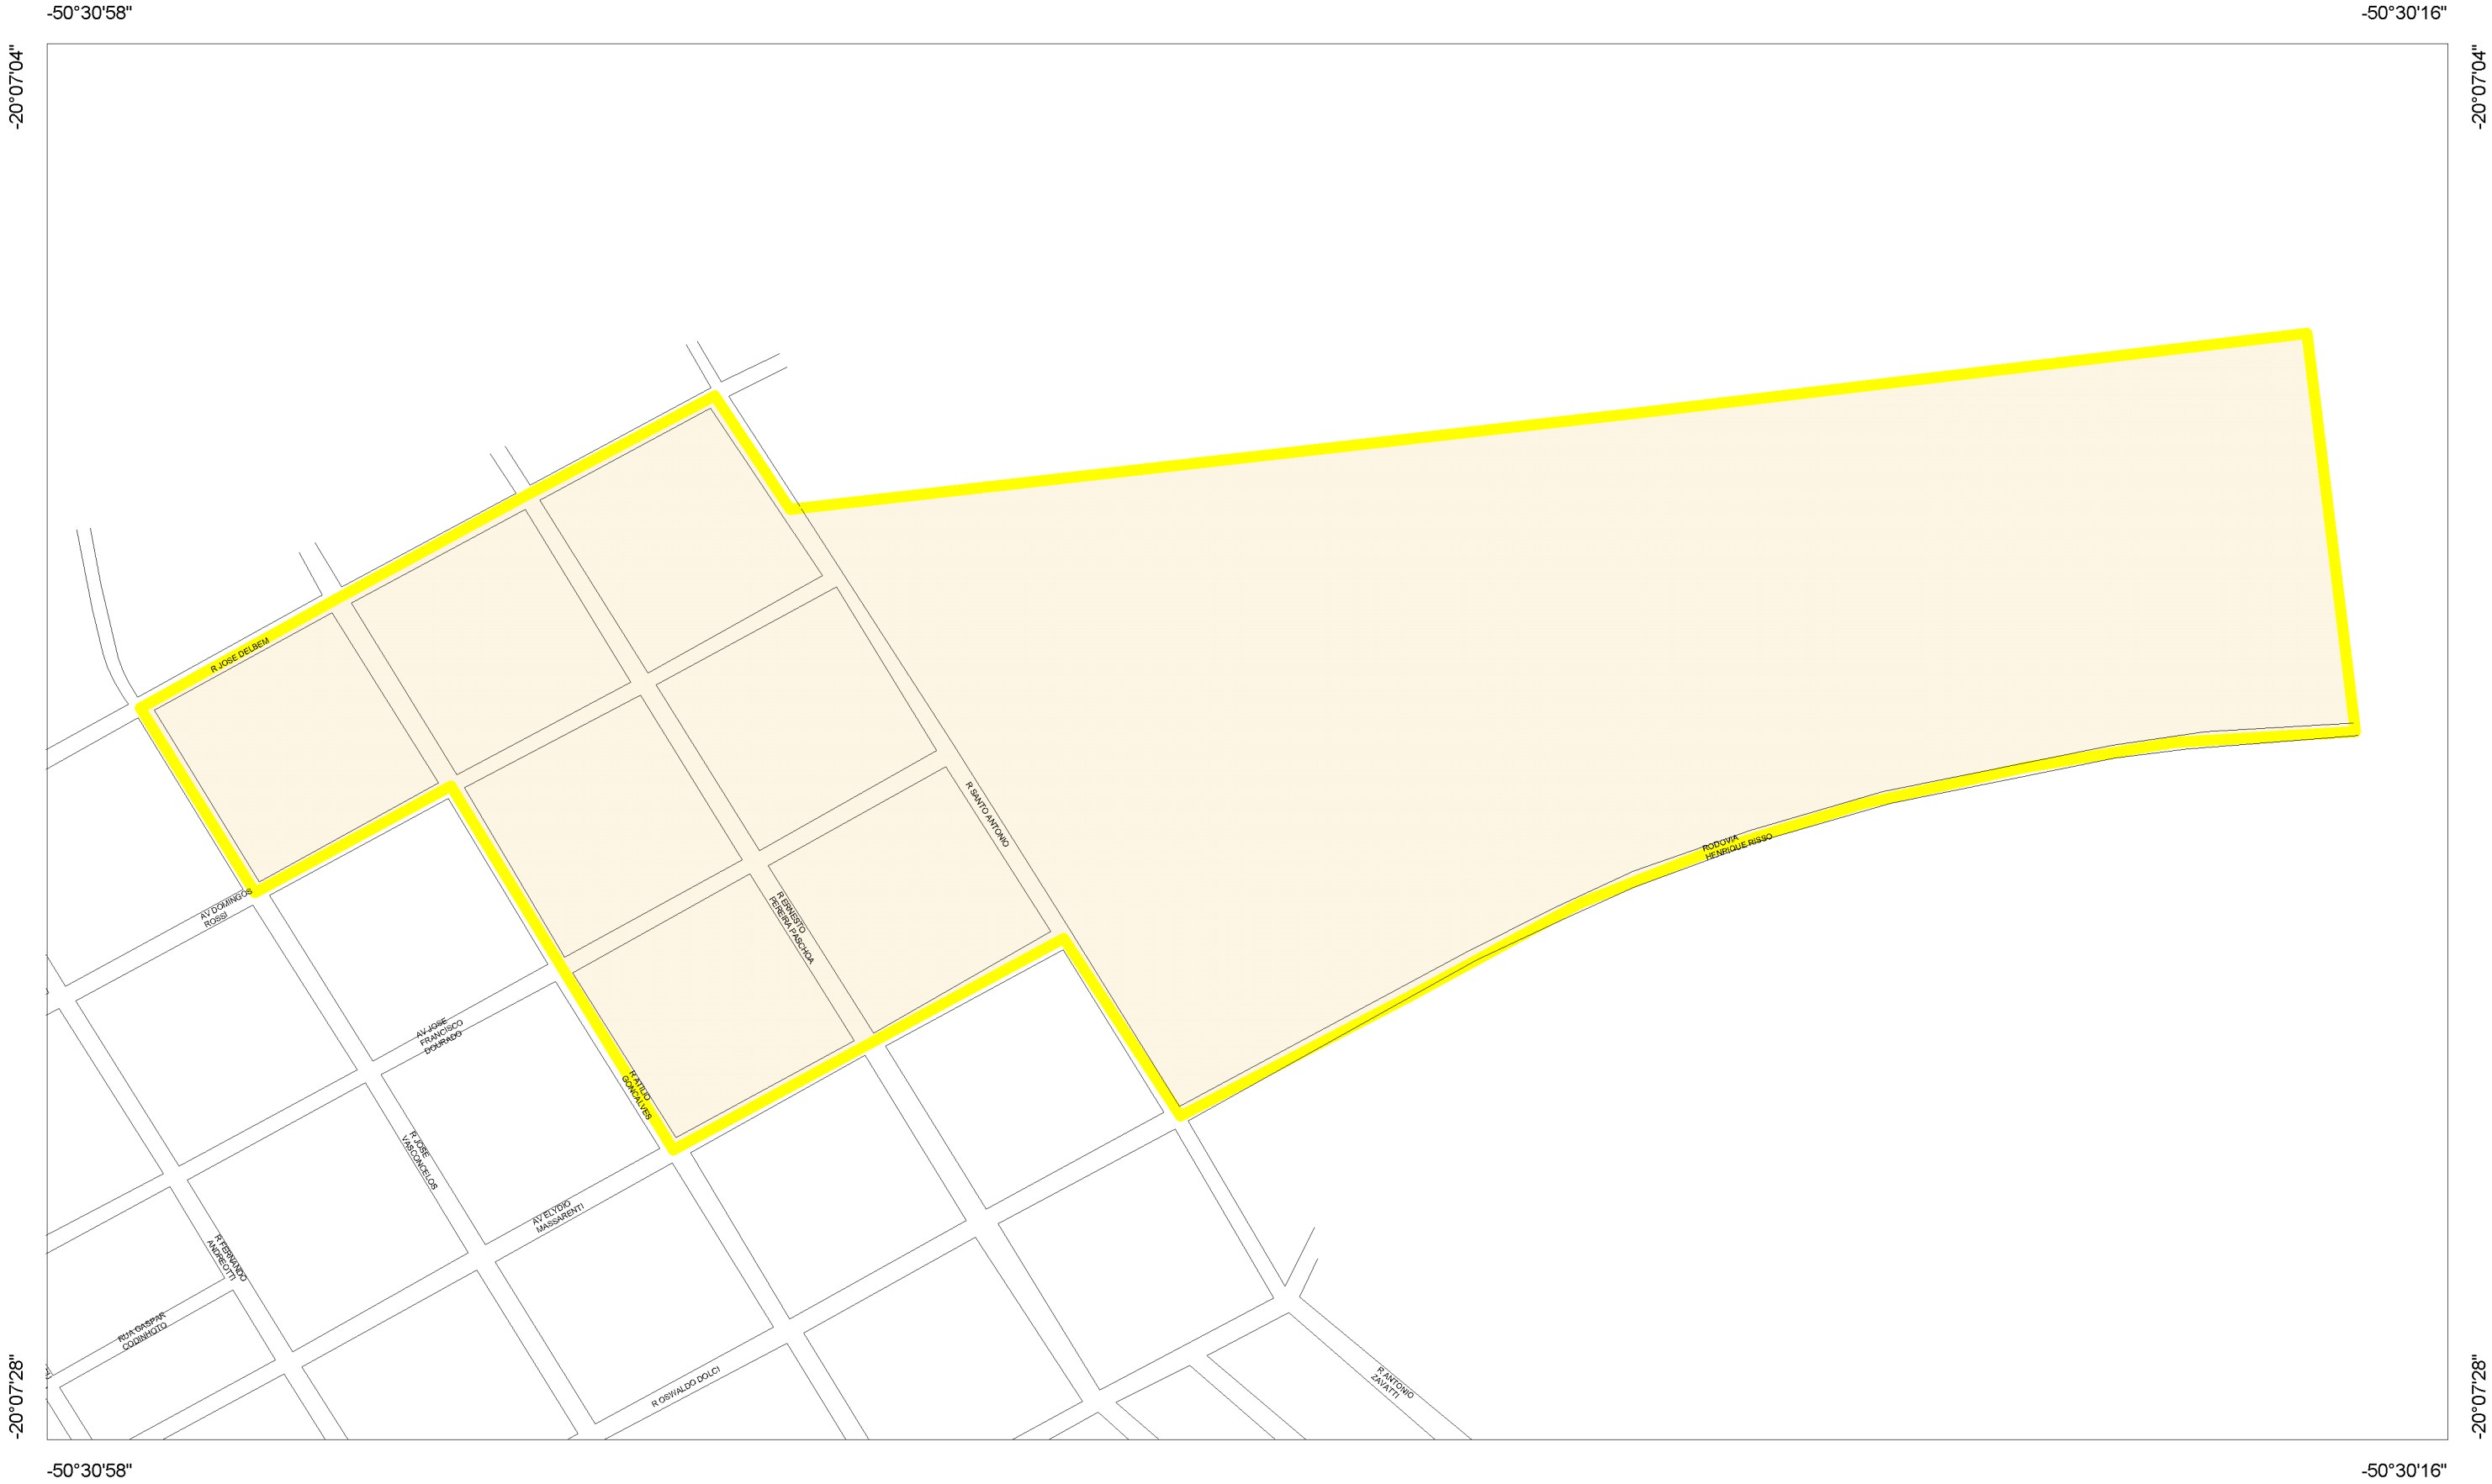 -50°30'58"
-50°30'16"
-20°07'04"
-20°07'04"
R JOSE DELBEM
R SANTO ANTONIO
RODOVIA
HENRIQUE RISSO
AV DOMINGOS
ROSSI
R ERNESTO
PEREIRA PASCHOA
AV JOSE
FRANCISCO
DOURADO
R ATILIO
GONCALVES
R JOSE
VASCONCELOS
AV ELYDIO
MASSARENTI
R FERNANDO
ANDREOTTI
RUA GASPAR
CODINHOTO
R OSWALDO DOLCI
R ANTONIO
ZAVATTI
-20°07'28"
-20°07'28"
-50°30'58"
-50°30'16"